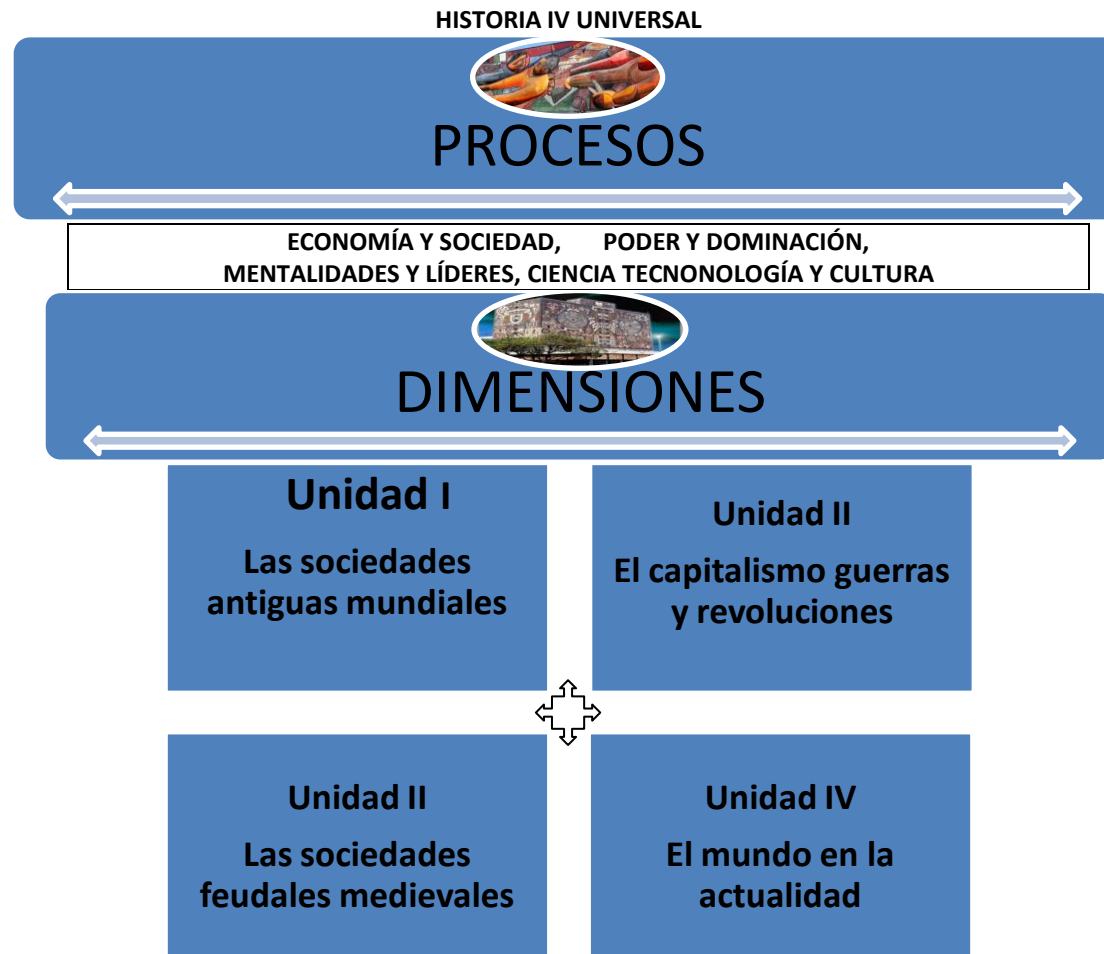 HISTORIA IV UNIVERSAL
PROCESOS
ECONOMÍA Y SOCIEDAD, PODER Y DOMINACIÓN,
MENTALIDADES Y LÍDERES, CIENCIA TECNONOLOGÍA Y CULTURA
DIMENSIONES
Unidad I
Las sociedades
antiguas mundiales
Unidad II
El capitalismo guerras
y revoluciones
Unidad II
Las sociedades
feudales medievales
Unidad IV
El mundo en la
actualidad